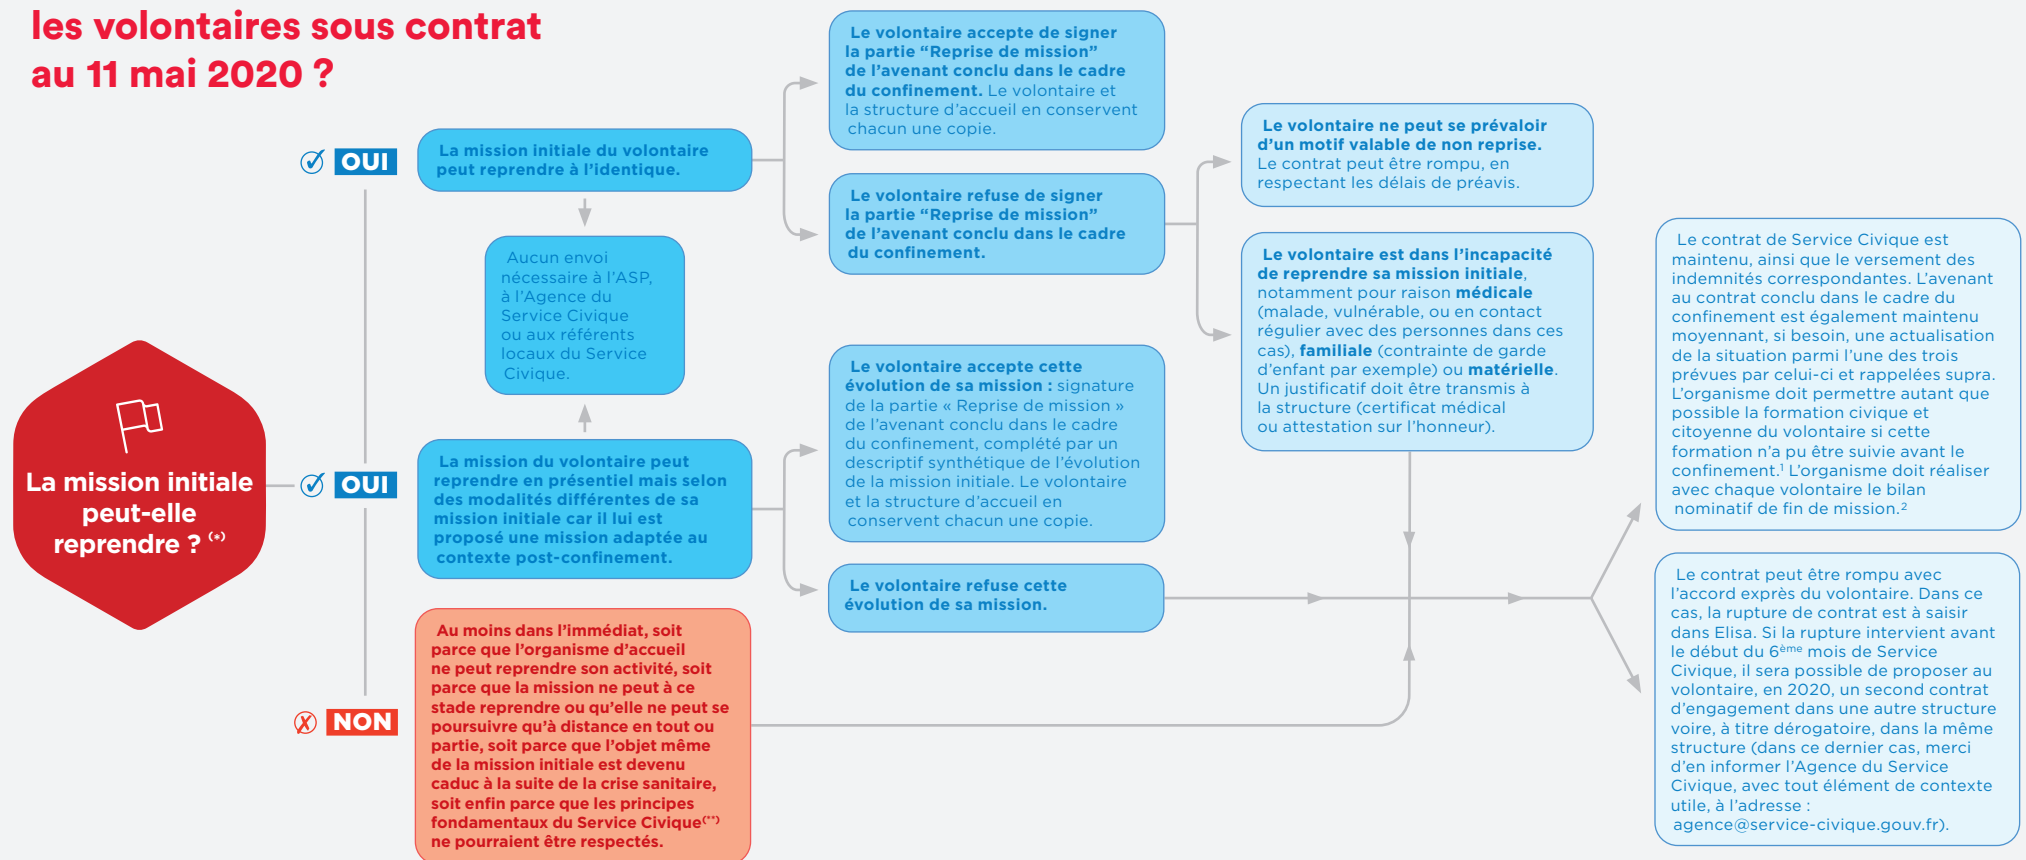 les volontaires sous contrat
au 11 mai 2020 ?
La mission initiale
peut-elle
reprendre ? (*)
OUI
La mission initiale du volontaire
peut reprendre à l’identique.
Aucun envoi
nécessaire à l’ASP,
à l’Agence du
Service Civique
ou aux référents
locaux du Service
Civique.
OUI
La mission du volontaire peut
reprendre en présentiel mais selon
des modalités différentes de sa
mission initiale car il lui est
proposé une mission adaptée au
contexte post-confinement.
NON
Au moins dans l’immédiat, soit
parce que l’organisme d’accueil
ne peut reprendre son activité, soit
parce que la mission ne peut à ce
stade reprendre ou qu’elle ne peut se
poursuivre qu’à distance en tout ou
partie, soit parce que l’objet même
de la mission initiale est devenu
caduc à la suite de la crise sanitaire,
soit enfin parce que les principes
fondamentaux du Service Civique(**)
ne pourraient être respectés.
Le volontaire accepte de signer
la partie “Reprise de mission”
de l’avenant conclu dans le cadre
du confinement. Le volontaire et
la structure d’accueil en conservent
chacun une copie.
Le volontaire refuse de signer
la partie “Reprise de mission”
de l’avenant conclu dans le cadre
du confinement.
Le volontaire accepte cette
évolution de sa mission : signature
de la partie « Reprise de mission »
de l’avenant conclu dans le cadre
du confinement, complété par un
descriptif synthétique de l’évolution
de la mission initiale. Le volontaire
et la structure d’accueil en
conservent chacun une copie.
Le volontaire refuse cette
évolution de sa mission.
Le volontaire ne peut se prévaloir
d’un motif valable de non reprise.
Le contrat peut être rompu, en
respectant les délais de préavis.
Le volontaire est dans l’incapacité
de reprendre sa mission initiale,
notamment pour raison médicale
(malade, vulnérable, ou en contact
régulier avec des personnes dans ces
cas), familiale (contrainte de garde
d’enfant par exemple) ou matérielle.
Un justificatif doit être transmis à
la structure (certificat médical
ou attestation sur l’honneur).
Le contrat de Service Civique est
maintenu, ainsi que le versement des
indemnités correspondantes. L’avenant
au contrat conclu dans le cadre du
confinement est également maintenu
moyennant, si besoin, une actualisation
de la situation parmi l’une des trois
prévues par celui-ci et rappelées supra.
L’organisme doit permettre autant que
possible la formation civique et
citoyenne du volontaire si cette
formation n’a pu être suivie avant le
confinement.¹ L’organisme doit réaliser
avec chaque volontaire le bilan
nominatif de fin de mission.²
Le contrat peut être rompu avec
l’accord exprès du volontaire. Dans ce
cas, la rupture de contrat est à saisir
dans Elisa. Si la rupture intervient avant
le début du 6ème mois de Service
Civique, il sera possible de proposer au
volontaire, en 2020, un second contrat
d’engagement dans une autre structure
voire, à titre dérogatoire, dans la même
structure (dans ce dernier cas, merci
d’en informer l’Agence du Service
Civique, avec tout élément de contexte
utile, à l’adresse :
agence@service-civique.gouv.fr).